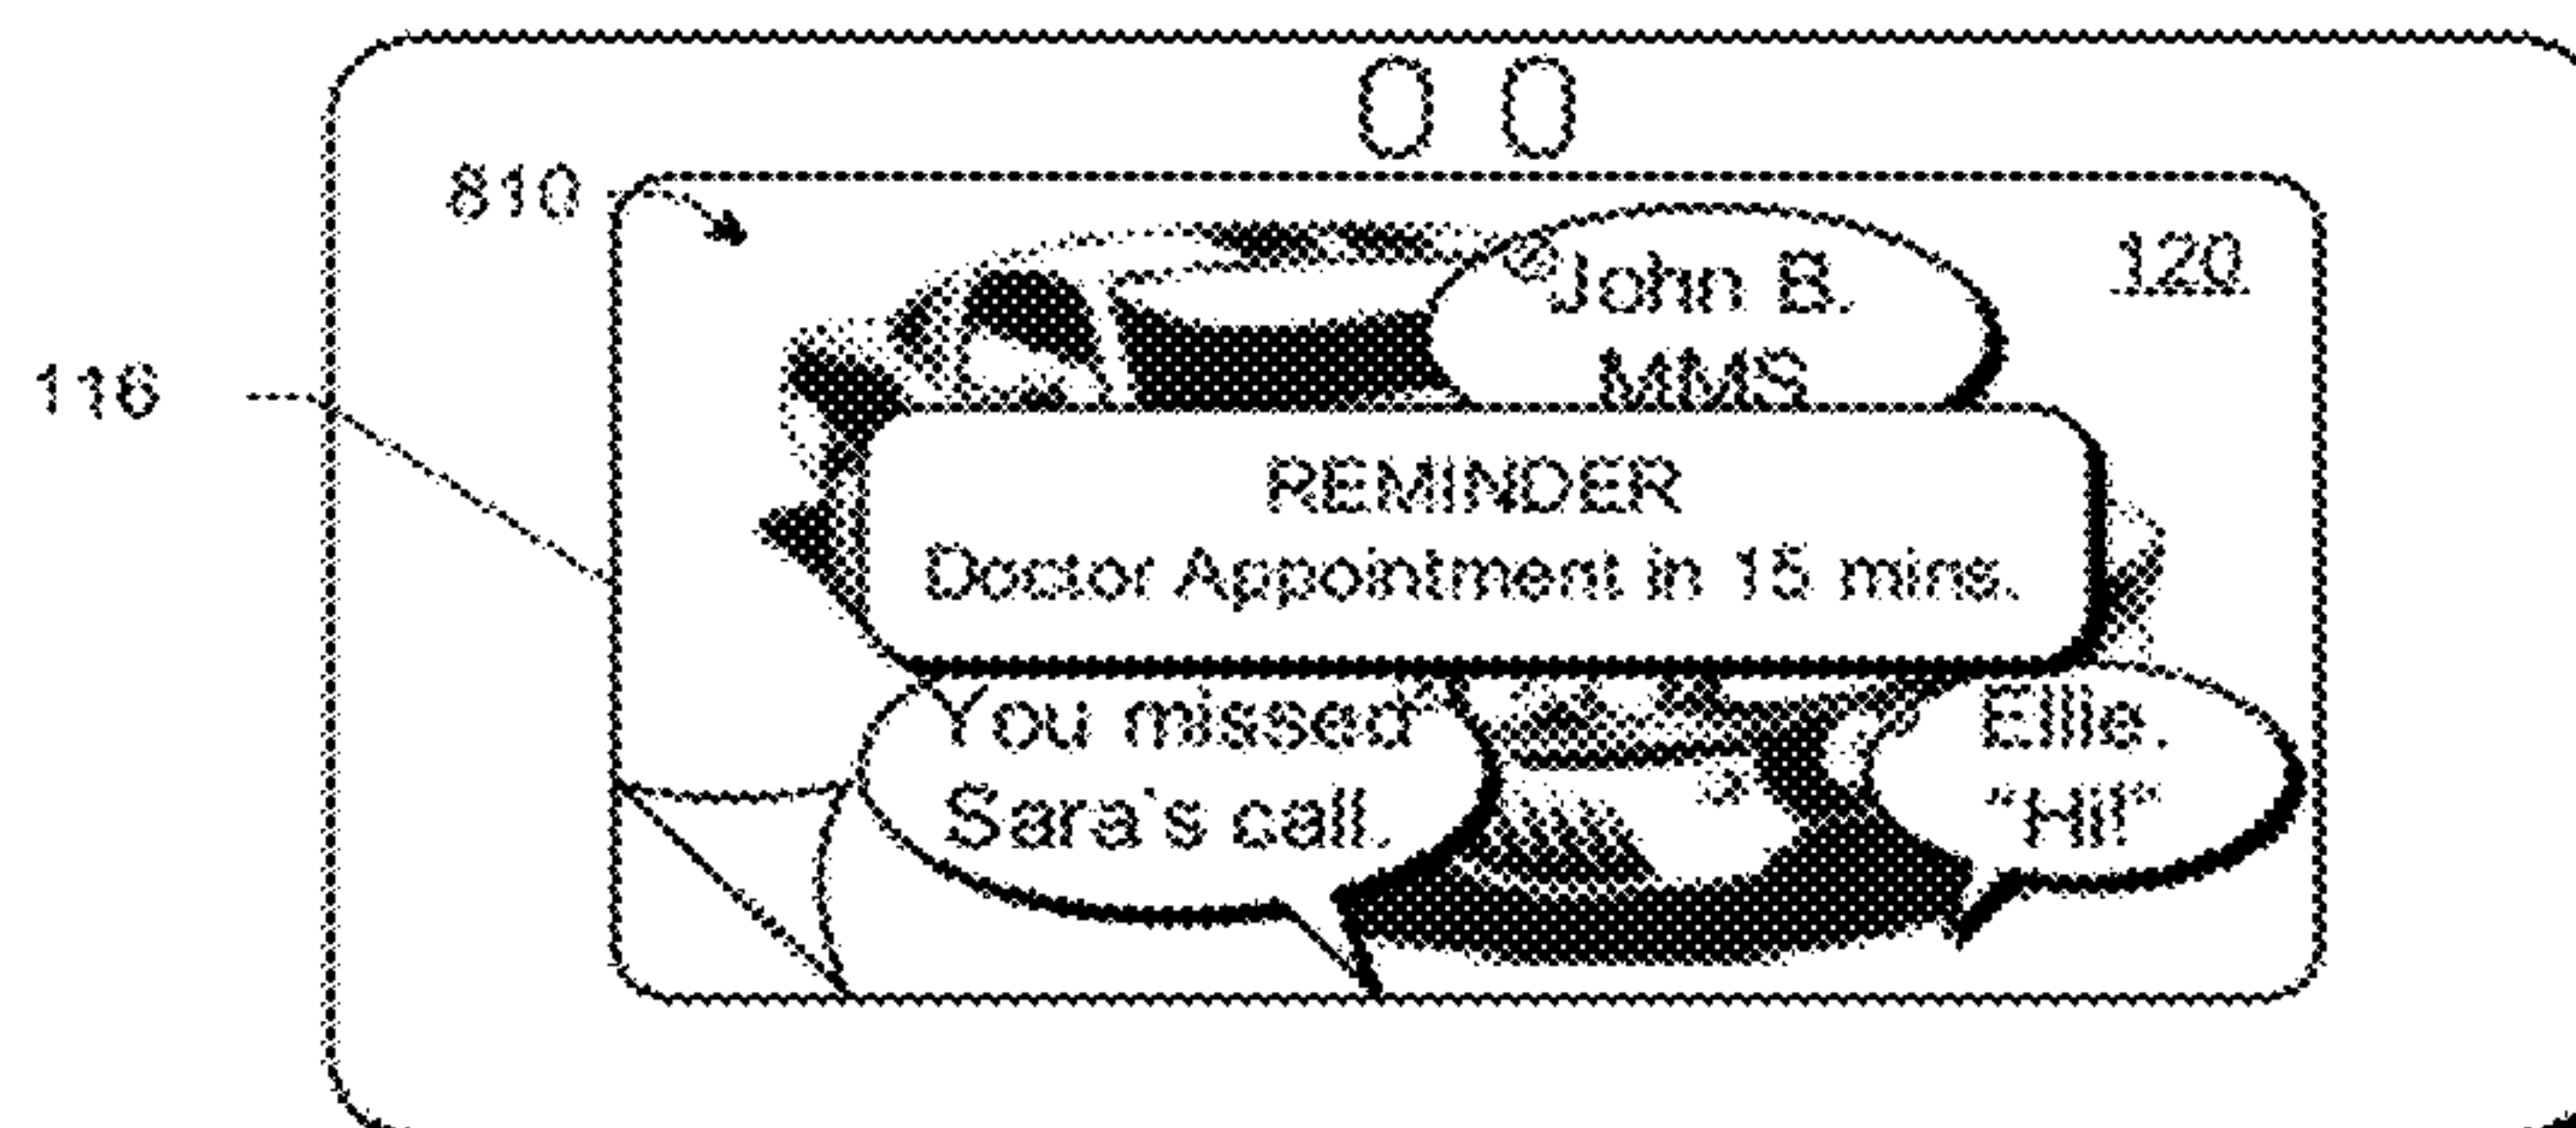 810
120
John B.
MMS
116
REMINDER
Doctor Appointment in 15 mins.
You missed
Sara's call.
Ellie.
"Hi!"